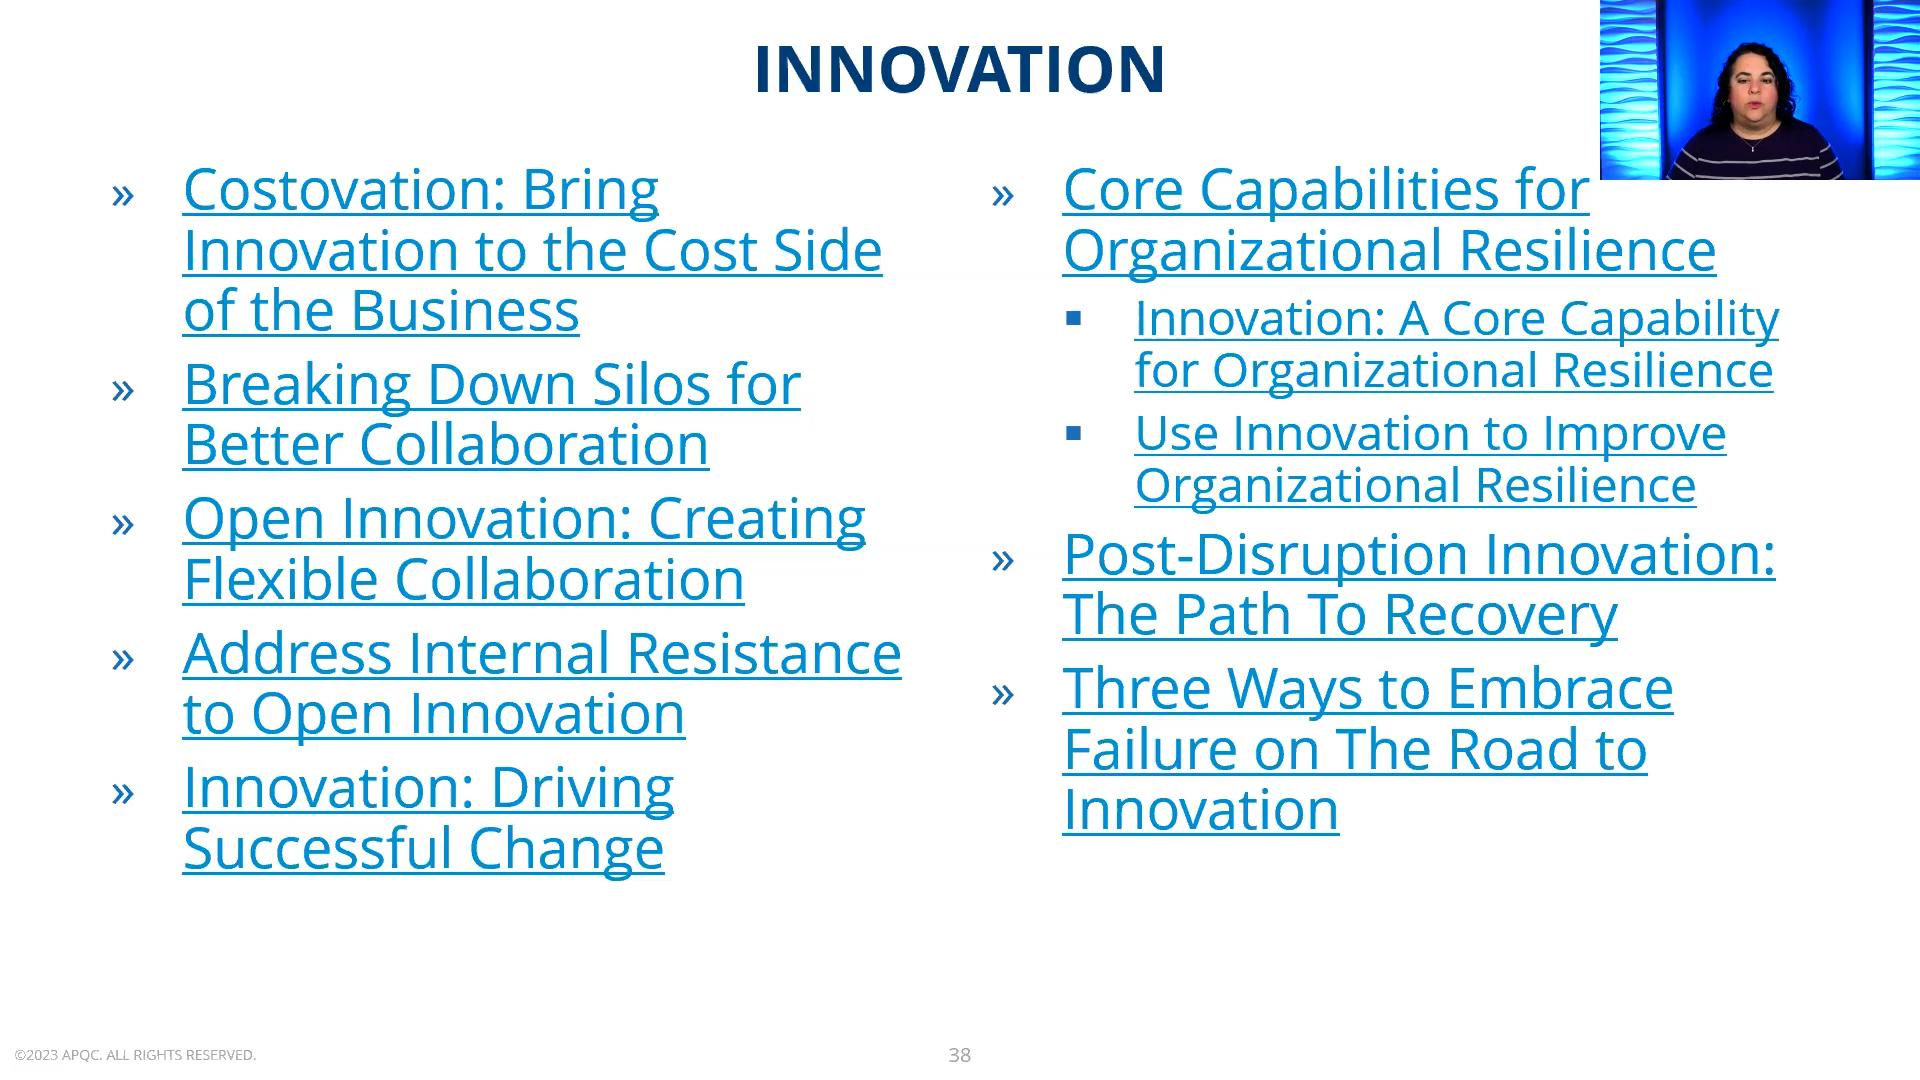 INNOVATION
» Costovation: Bring
Innovation to the Cost Side
of the Business
» Breaking Down Silos for
Better Collaboration
» Open Innovation: Creating
Flexible Collaboration
» Address Internal Resistance
to Open Innovation
» Innovation: Driving
Successful Change
» Core Capabilities for
Organizational Resilience
▪ Innovation: A Core Capability
for Organizational Resilience
▪ Use Innovation to Improve
Organizational Resilience
» Post-Disruption Innovation:
The Path To Recovery
» Three Ways to Embrace
Failure on The Road to
Innovation
©2023 APQC. ALL RIGHTS RESERVED.
38